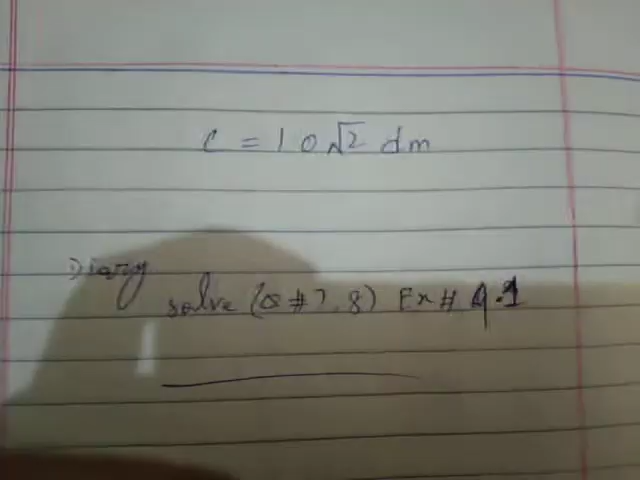 c = 10√2 dm
Diary
solve (Q # 7, 8) Ex # 9.1